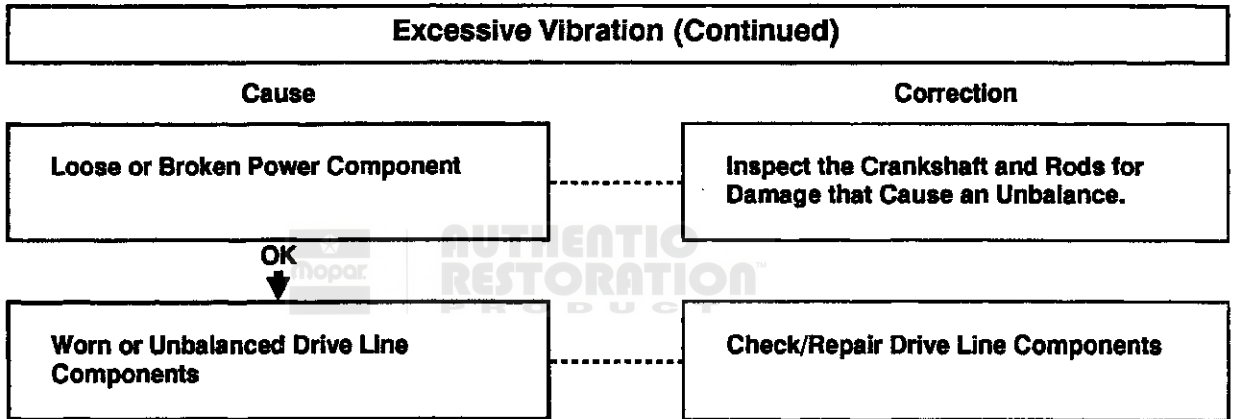 Excessive Vibration (Continued)
Cause
Correction
Loose or Broken Power Component
Inspect the Crankshaft and Rods for
Damage that Cause an Unbalance.
OK
mopar.
AUTHENTIC
RESTORATION™
PRODUCT
Worn or Unbalanced Drive Line
Components
Check/Repair Drive Line Components